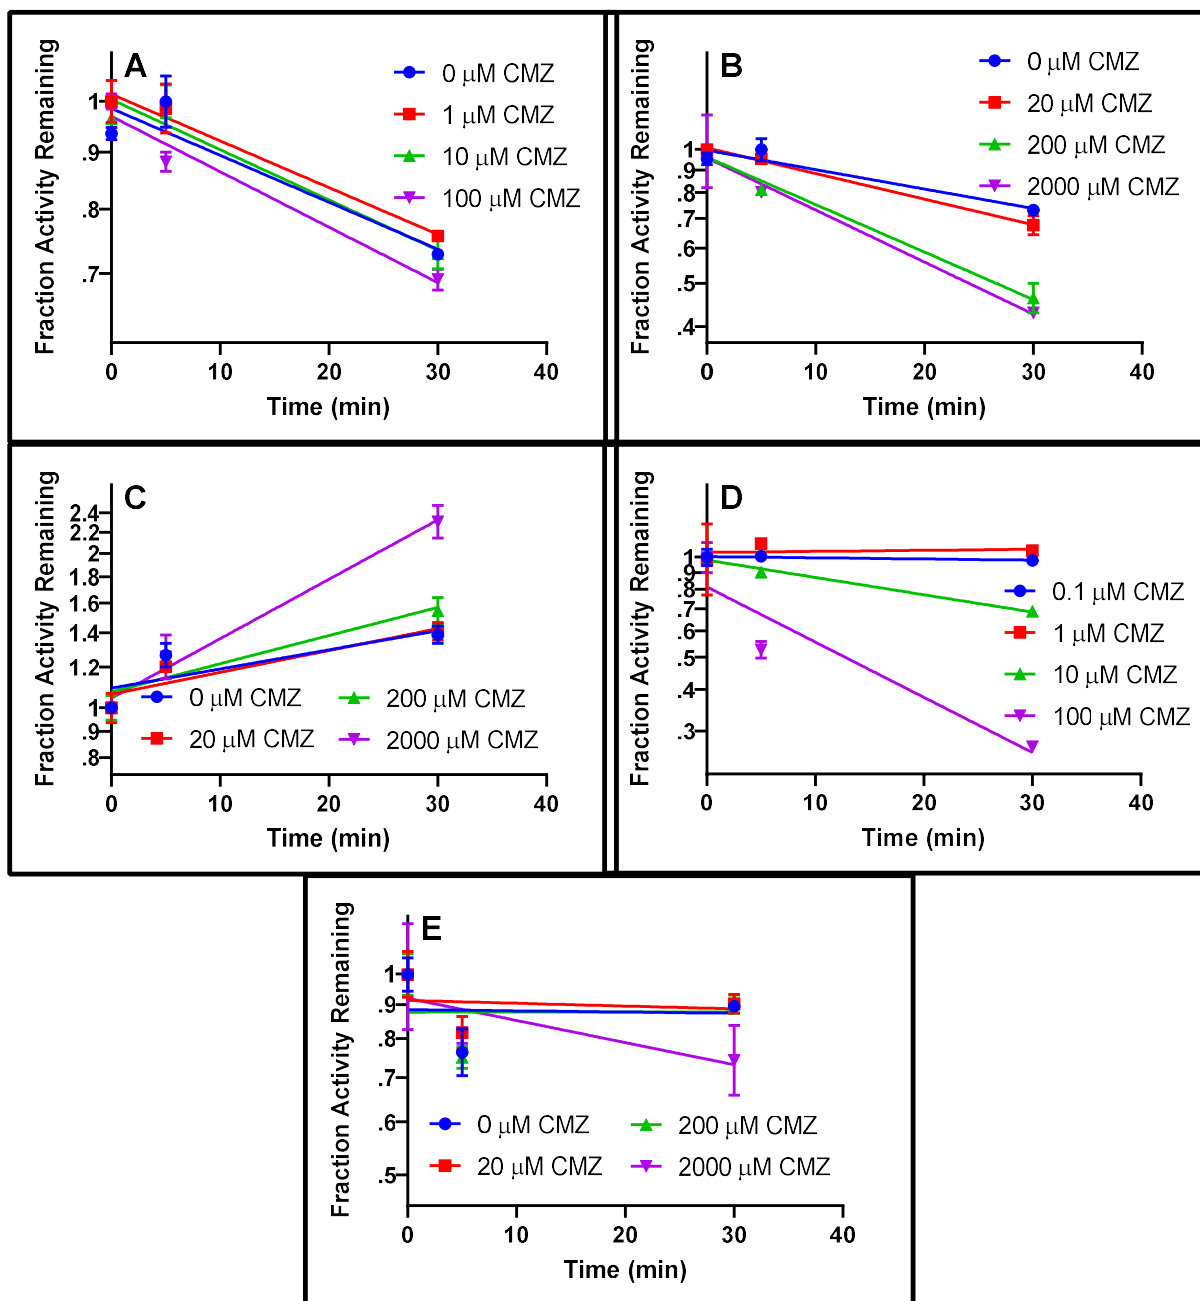 A
Fraction Activity Remaining
1
.9
.8
.7
0 μM CMZ
1 μM CMZ
10 μM CMZ
100 μM CMZ
0 10 20 30 40
Time (min)
B
Fraction Activity Remaining
1
.9
.8
.7
.6
.5
.4
0 μM CMZ
20 μM CMZ
200 μM CMZ
2000 μM CMZ
0 10 20 30 40
Time (min)
C
Fraction Activity Remaining
2.4
2.2
2
1.8
1.6
1.4
1.2
1
.9
.8
0 μM CMZ 200 μM CMZ
20 μM CMZ 2000 μM CMZ
0 10 20 30 40
Time (min)
D
Fraction Activity Remaining
1
.9
.8
.7
.6
.5
.4
.3
0.1 μM CMZ
1 μM CMZ
10 μM CMZ
100 μM CMZ
0 10 20 30 40
Time (min)
E
Fraction Activity Remaining
1
.9
.8
.7
.6
.5
0 μM CMZ 200 μM CMZ
20 μM CMZ 2000 μM CMZ
0 10 20 30 40
Time (min)